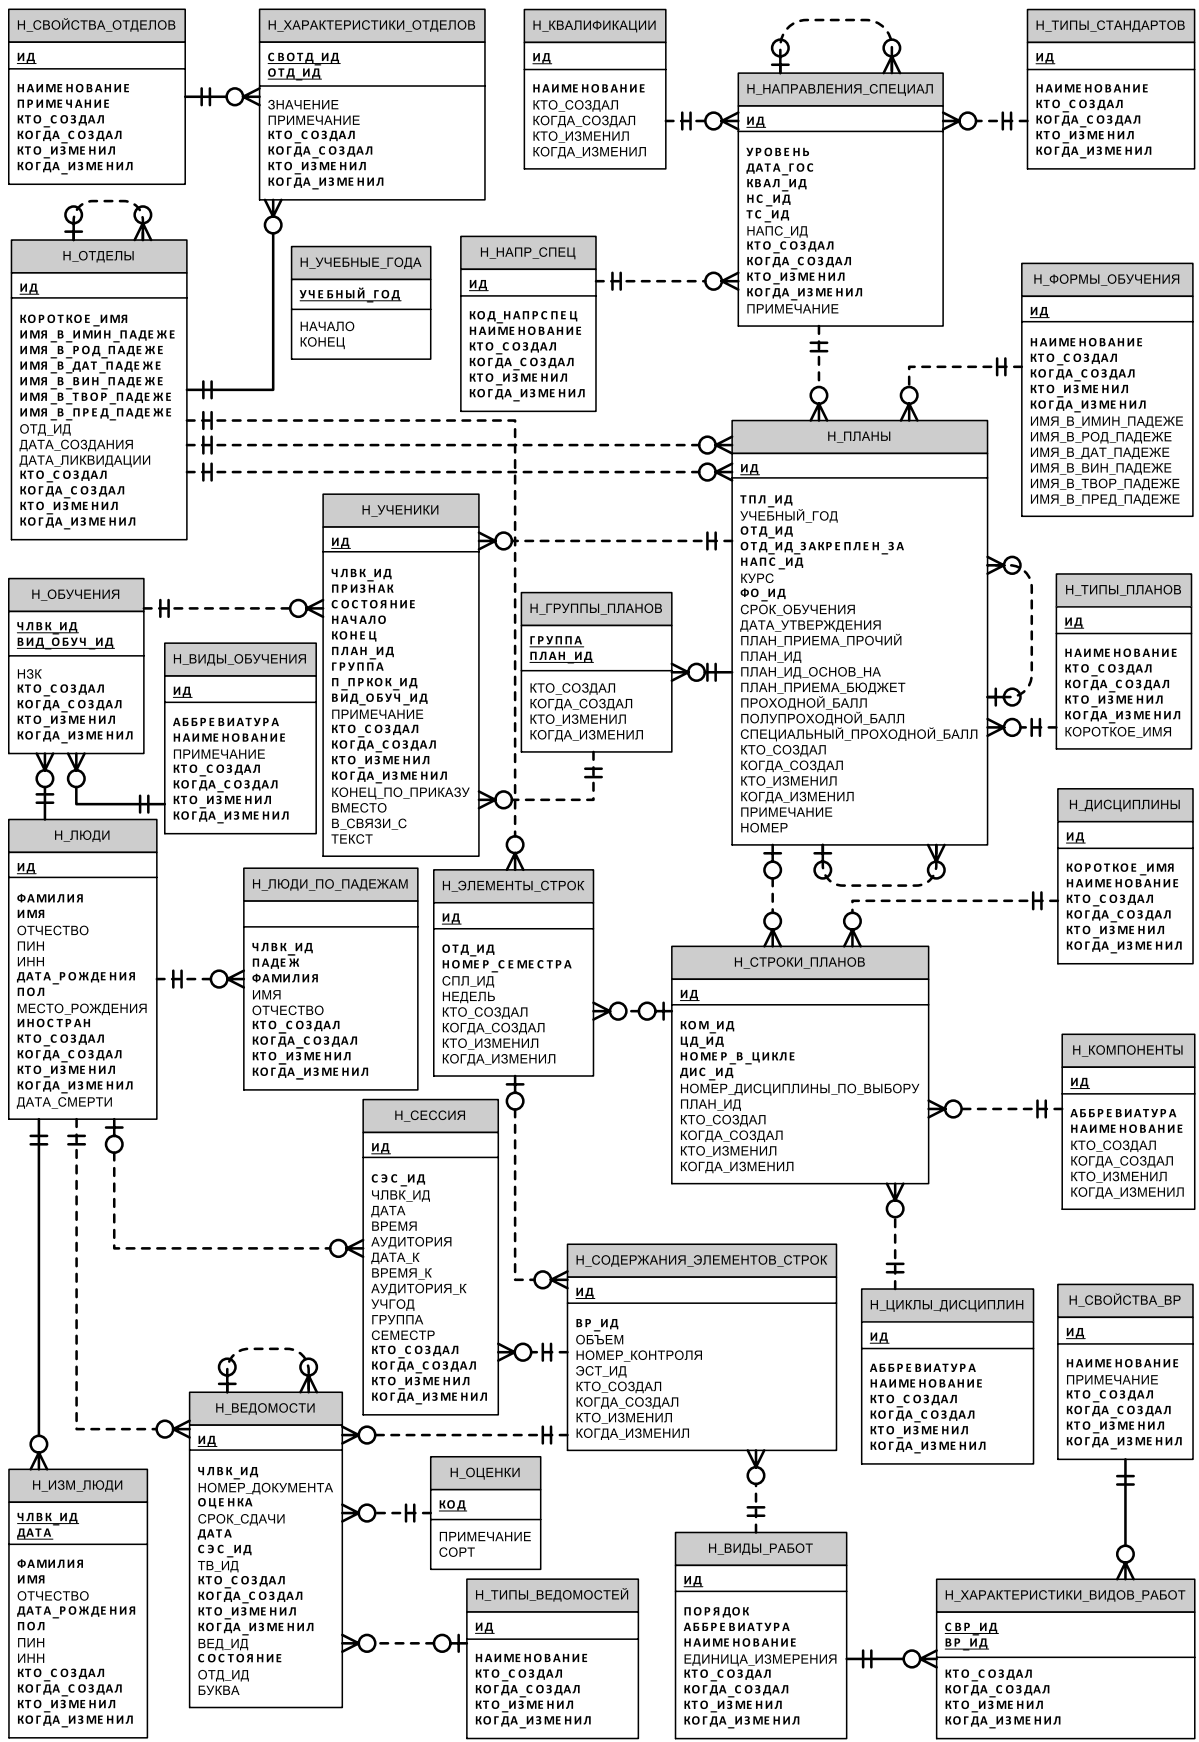 Н_СВОЙСТВА_ОТДЕЛОВ
ИД
НАИМЕНОВАНИЕ
ПРИМЕЧАНИЕ
КТО_СОЗДАЛ
КОГДА_СОЗДАЛ
КТО_ИЗМЕНИЛ
КОГДА_ИЗМЕНИЛ
Н_ХАРАКТЕРИСТИКИ_ОТДЕЛОВ
СВОТД_ИД
ОТД_ИД
ЗНАЧЕНИЕ
ПРИМЕЧАНИЕ
КТО_СОЗДАЛ
КОГДА_СОЗДАЛ
КТО_ИЗМЕНИЛ
КОГДА_ИЗМЕНИЛ
Н_КВАЛИФИКАЦИИ
ИД
НАИМЕНОВАНИЕ
КТО_СОЗДАЛ
КОГДА_СОЗДАЛ
КТО_ИЗМЕНИЛ
КОГДА_ИЗМЕНИЛ
Н_НАПРАВЛЕНИЯ_СПЕЦИАЛ
ИД
УРОВЕНЬ
ДАТА_ГОС
КВАЛ_ИД
НС_ИД
ТС_ИД
НАПС_ИД
КТО_СОЗДАЛ
КОГДА_СОЗДАЛ
КТО_ИЗМЕНИЛ
КОГДА_ИЗМЕНИЛ
ПРИМЕЧАНИЕ
Н_ТИПЫ_СТАНДАРТОВ
ИД
НАИМЕНОВАНИЕ
КТО_СОЗДАЛ
КОГДА_СОЗДАЛ
КТО_ИЗМЕНИЛ
КОГДА_ИЗМЕНИЛ
Н_ОТДЕЛЫ
ИД
КОРОТКОЕ_ИМЯ
ИМЯ_В_ИМИН_ПАДЕЖЕ
ИМЯ_В_РОД_ПАДЕЖЕ
ИМЯ_В_ДАТ_ПАДЕЖЕ
ИМЯ_В_ВИН_ПАДЕЖЕ
ИМЯ_В_ТВОР_ПАДЕЖЕ
ИМЯ_В_ПРЕД_ПАДЕЖЕ
ОТД_ИД
ДАТА_СОЗДАНИЯ
ДАТА_ЛИКВИДАЦИИ
КТО_СОЗДАЛ
КОГДА_СОЗДАЛ
КТО_ИЗМЕНИЛ
КОГДА_ИЗМЕНИЛ
Н_УЧЕБНЫЕ_ГОДА
УЧЕБНЫЙ_ГОД
НАЧАЛО
КОНЕЦ
Н_НАПР_СПЕЦ
ИД
КОД_НАПРСПЕЦ
НАИМЕНОВАНИЕ
КТО_СОЗДАЛ
КОГДА_СОЗДАЛ
КТО_ИЗМЕНИЛ
КОГДА_ИЗМЕНИЛ
Н_ФОРМЫ_ОБУЧЕНИЯ
ИД
НАИМЕНОВАНИЕ
КТО_СОЗДАЛ
КОГДА_СОЗДАЛ
КТО_ИЗМЕНИЛ
КОГДА_ИЗМЕНИЛ
ИМЯ_В_ИМИН_ПАДЕЖЕ
ИМЯ_В_РОД_ПАДЕЖЕ
ИМЯ_В_ДАТ_ПАДЕЖЕ
ИМЯ_В_ВИН_ПАДЕЖЕ
ИМЯ_В_ТВОР_ПАДЕЖЕ
ИМЯ_В_ПРЕД_ПАДЕЖЕ
Н_ПЛАНЫ
ИД
ТПЛ_ИД
УЧЕБНЫЙ_ГОД
ОТД_ИД
ОТД_ИД_ЗАКРЕПЛЕН_ЗА
НАПС_ИД
КУРС
ФО_ИД
СРОК_ОБУЧЕНИЯ
ДАТА_УТВЕРЖДЕНИЯ
ПЛАН_ПРИЕМА_ПРОЧИЙ
ПЛАН_ИД
ПЛАН_ИД_ОСНОВ_НА
ПЛАН_ПРИЕМА_БЮДЖЕТ
ПРОХОДНОЙ_БАЛЛ
ПОЛУПРОХОДНОЙ_БАЛЛ
СПЕЦИАЛЬНЫЙ_ПРОХОДНОЙ_БАЛЛ
КТО_СОЗДАЛ
КОГДА_СОЗДАЛ
КТО_ИЗМЕНИЛ
КОГДА_ИЗМЕНИЛ
ПРИМЕЧАНИЕ
НОМЕР
Н_УЧЕНИКИ
ИД
ЧЛВК_ИД
ПРИЗНАК
СОСТОЯНИЕ
НАЧАЛО
КОНЕЦ
ПЛАН_ИД
ГРУППА
П_ПРКОК_ИД
ВИД_ОБУЧ_ИД
ПРИМЕЧАНИЕ
КТО_СОЗДАЛ
КОГДА_СОЗДАЛ
КТО_ИЗМЕНИЛ
КОГДА_ИЗМЕНИЛ
КОНЕЦ_ПО_ПРИКАЗУ
ВМЕСТО
В_СВЯЗИ_С
ТЕКСТ
Н_ОБУЧЕНИЯ
ЧЛВК_ИД
ВИД_ОБУЧ_ИД
НЗК
КТО_СОЗДАЛ
КОГДА_СОЗДАЛ
КТО_ИЗМЕНИЛ
КОГДА_ИЗМЕНИЛ
Н_ВИДЫ_ОБУЧЕНИЯ
ИД
АББРЕВИАТУРА
НАИМЕНОВАНИЕ
ПРИМЕЧАНИЕ
КТО_СОЗДАЛ
КОГДА_СОЗДАЛ
КТО_ИЗМЕНИЛ
КОГДА_ИЗМЕНИЛ
Н_ГРУППЫ_ПЛАНОВ
ГРУППА
ПЛАН_ИД
КТО_СОЗДАЛ
КОГДА_СОЗДАЛ
КТО_ИЗМЕНИЛ
КОГДА_ИЗМЕНИЛ
Н_ТИПЫ_ПЛАНОВ
ИД
НАИМЕНОВАНИЕ
КТО_СОЗДАЛ
КОГДА_СОЗДАЛ
КТО_ИЗМЕНИЛ
КОГДА_ИЗМЕНИЛ
КОРОТКОЕ_ИМЯ
Н_ДИСЦИПЛИНЫ
ИД
КОРОТКОЕ_ИМЯ
НАИМЕНОВАНИЕ
КТО_СОЗДАЛ
КОГДА_СОЗДАЛ
КТО_ИЗМЕНИЛ
КОГДА_ИЗМЕНИЛ
Н_ЛЮДИ
ИД
ФАМИЛИЯ
ИМЯ
ОТЧЕСТВО
ПИН
ИНН
ДАТА_РОЖДЕНИЯ
ПОЛ
МЕСТО_РОЖДЕНИЯ
ИНОСТРАН
КТО_СОЗДАЛ
КОГДА_СОЗДАЛ
КТО_ИЗМЕНИЛ
КОГДА_ИЗМЕНИЛ
ДАТА_СМЕРТИ
Н_ЛЮДИ_ПО_ПАДЕЖАМ
ЧЛВК_ИД
ПАДЕЖ
ФАМИЛИЯ
ИМЯ
ОТЧЕСТВО
КТО_СОЗДАЛ
КОГДА_СОЗДАЛ
КТО_ИЗМЕНИЛ
КОГДА_ИЗМЕНИЛ
Н_ЭЛЕМЕНТЫ_СТРОК
ИД
ОТД_ИД
НОМЕР_СЕМЕСТРА
СПЛ_ИД
НЕДЕЛЬ
КТО_СОЗДАЛ
КОГДА_СОЗДАЛ
КТО_ИЗМЕНИЛ
КОГДА_ИЗМЕНИЛ
Н_СТРОКИ_ПЛАНОВ
ИД
КОМ_ИД
ЦД_ИД
НОМЕР_В_ЦИКЛЕ
ДИС_ИД
НОМЕР_ДИСЦИПЛИНЫ_ПО_ВЫБОРУ
ПЛАН_ИД
КТО_СОЗДАЛ
КОГДА_СОЗДАЛ
КТО_ИЗМЕНИЛ
КОГДА_ИЗМЕНИЛ
Н_КОМПОНЕНТЫ
ИД
АББРЕВИАТУРА
НАИМЕНОВАНИЕ
КТО_СОЗДАЛ
КОГДА_СОЗДАЛ
КТО_ИЗМЕНИЛ
КОГДА_ИЗМЕНИЛ
Н_СЕССИЯ
ИД
СЭС_ИД
ЧЛВК_ИД
ДАТА
ВРЕМЯ
АУДИТОРИЯ
ДАТА_К
ВРЕМЯ_К
АУДИТОРИЯ_К
УЧГОД
ГРУППА
СЕМЕСТР
КТО_СОЗДАЛ
КОГДА_СОЗДАЛ
КТО_ИЗМЕНИЛ
КОГДА_ИЗМЕНИЛ
Н_СОДЕРЖАНИЯ_ЭЛЕМЕНТОВ_СТРОК
ИД
ВР_ИД
ОБЪЕМ
НОМЕР_КОНТРОЛЯ
ЭСТ_ИД
КТО_СОЗДАЛ
КОГДА_СОЗДАЛ
КТО_ИЗМЕНИЛ
КОГДА_ИЗМЕНИЛ
Н_ЦИКЛЫ_ДИСЦИПЛИН
ИД
АББРЕВИАТУРА
НАИМЕНОВАНИЕ
КТО_СОЗДАЛ
КОГДА_СОЗДАЛ
КТО_ИЗМЕНИЛ
КОГДА_ИЗМЕНИЛ
Н_СВОЙСТВА_ВР
ИД
НАИМЕНОВАНИЕ
ПРИМЕЧАНИЕ
КТО_СОЗДАЛ
КОГДА_СОЗДАЛ
КТО_ИЗМЕНИЛ
КОГДА_ИЗМЕНИЛ
Н_ВЕДОМОСТИ
ИД
ЧЛВК_ИД
НОМЕР_ДОКУМЕНТА
ОЦЕНКА
СРОК_СДАЧИ
ДАТА
СЭС_ИД
ТВ_ИД
КТО_СОЗДАЛ
КОГДА_СОЗДАЛ
КТО_ИЗМЕНИЛ
КОГДА_ИЗМЕНИЛ
ВЕД_ИД
СОСТОЯНИЕ
ОТД_ИД
БУКВА
Н_ОЦЕНКИ
КОД
ПРИМЕЧАНИЕ
СОРТ
Н_ИЗМ_ЛЮДИ
ЧЛВК_ИД
ДАТА
ФАМИЛИЯ
ИМЯ
ОТЧЕСТВО
ДАТА_РОЖДЕНИЯ
ПОЛ
ПИН
ИНН
КТО_СОЗДАЛ
КОГДА_СОЗДАЛ
КТО_ИЗМЕНИЛ
КОГДА_ИЗМЕНИЛ
Н_ТИПЫ_ВЕДОМОСТЕЙ
ИД
НАИМЕНОВАНИЕ
КТО_СОЗДАЛ
КОГДА_СОЗДАЛ
КТО_ИЗМЕНИЛ
КОГДА_ИЗМЕНИЛ
Н_ВИДЫ_РАБОТ
ИД
ПОРЯДОК
АББРЕВИАТУРА
НАИМЕНОВАНИЕ
ЕДИНИЦА_ИЗМЕРЕНИЯ
КТО_СОЗДАЛ
КОГДА_СОЗДАЛ
КТО_ИЗМЕНИЛ
КОГДА_ИЗМЕНИЛ
Н_ХАРАКТЕРИСТИКИ_ВИДОВ_РАБОТ
СВР_ИД
ВР_ИД
КТО_СОЗДАЛ
КОГДА_СОЗДАЛ
КТО_ИЗМЕНИЛ
КОГДА_ИЗМЕНИЛ